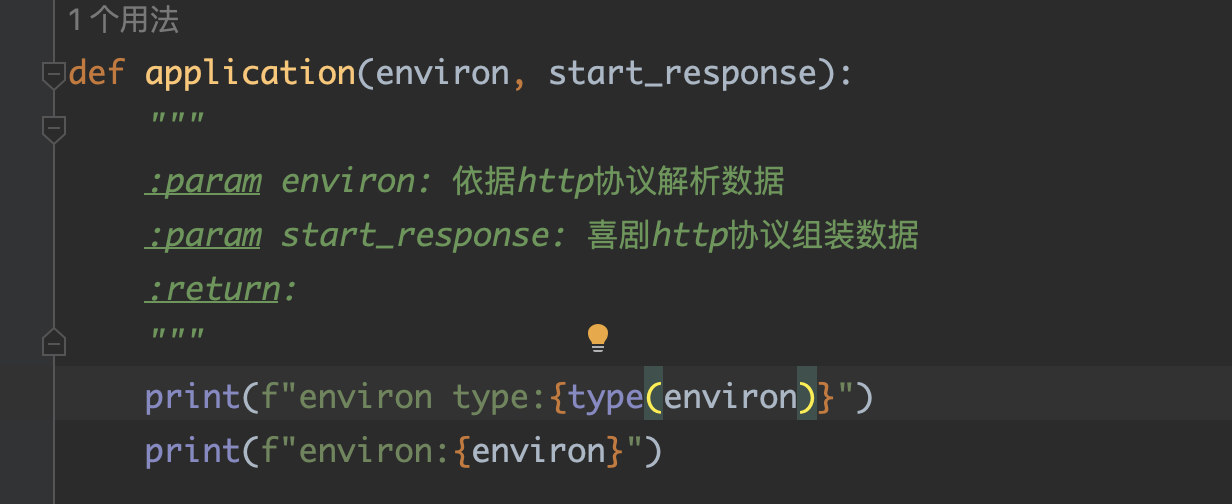 1 个用法
def application(environ, start_response):
"""
:param environ: 依据http协议解析数据
:param start_response: 喜剧http协议组装数据
:return:
"""
print(f"environ type:{type(environ)}")
print(f"environ:{environ}")